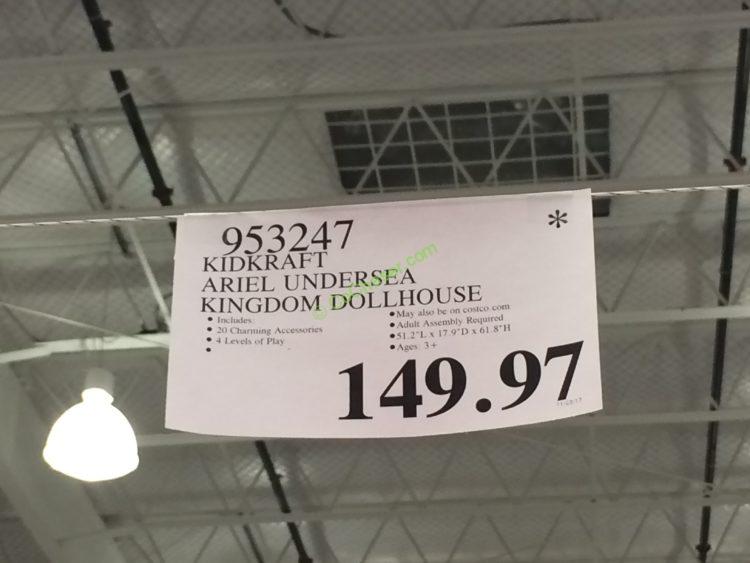 953247
*
KIDKRAFT
ARIEL UNDERSEA
KINGDOM DOLLHOUSE
• Includes:
• 20 Charming Accessories
• 4 Levels of Play
•
• May also be on costco.com
• Adult Assembly Required
• 51.2"L x 17.9"D x 61.8"H
• Ages: 3+
149.97